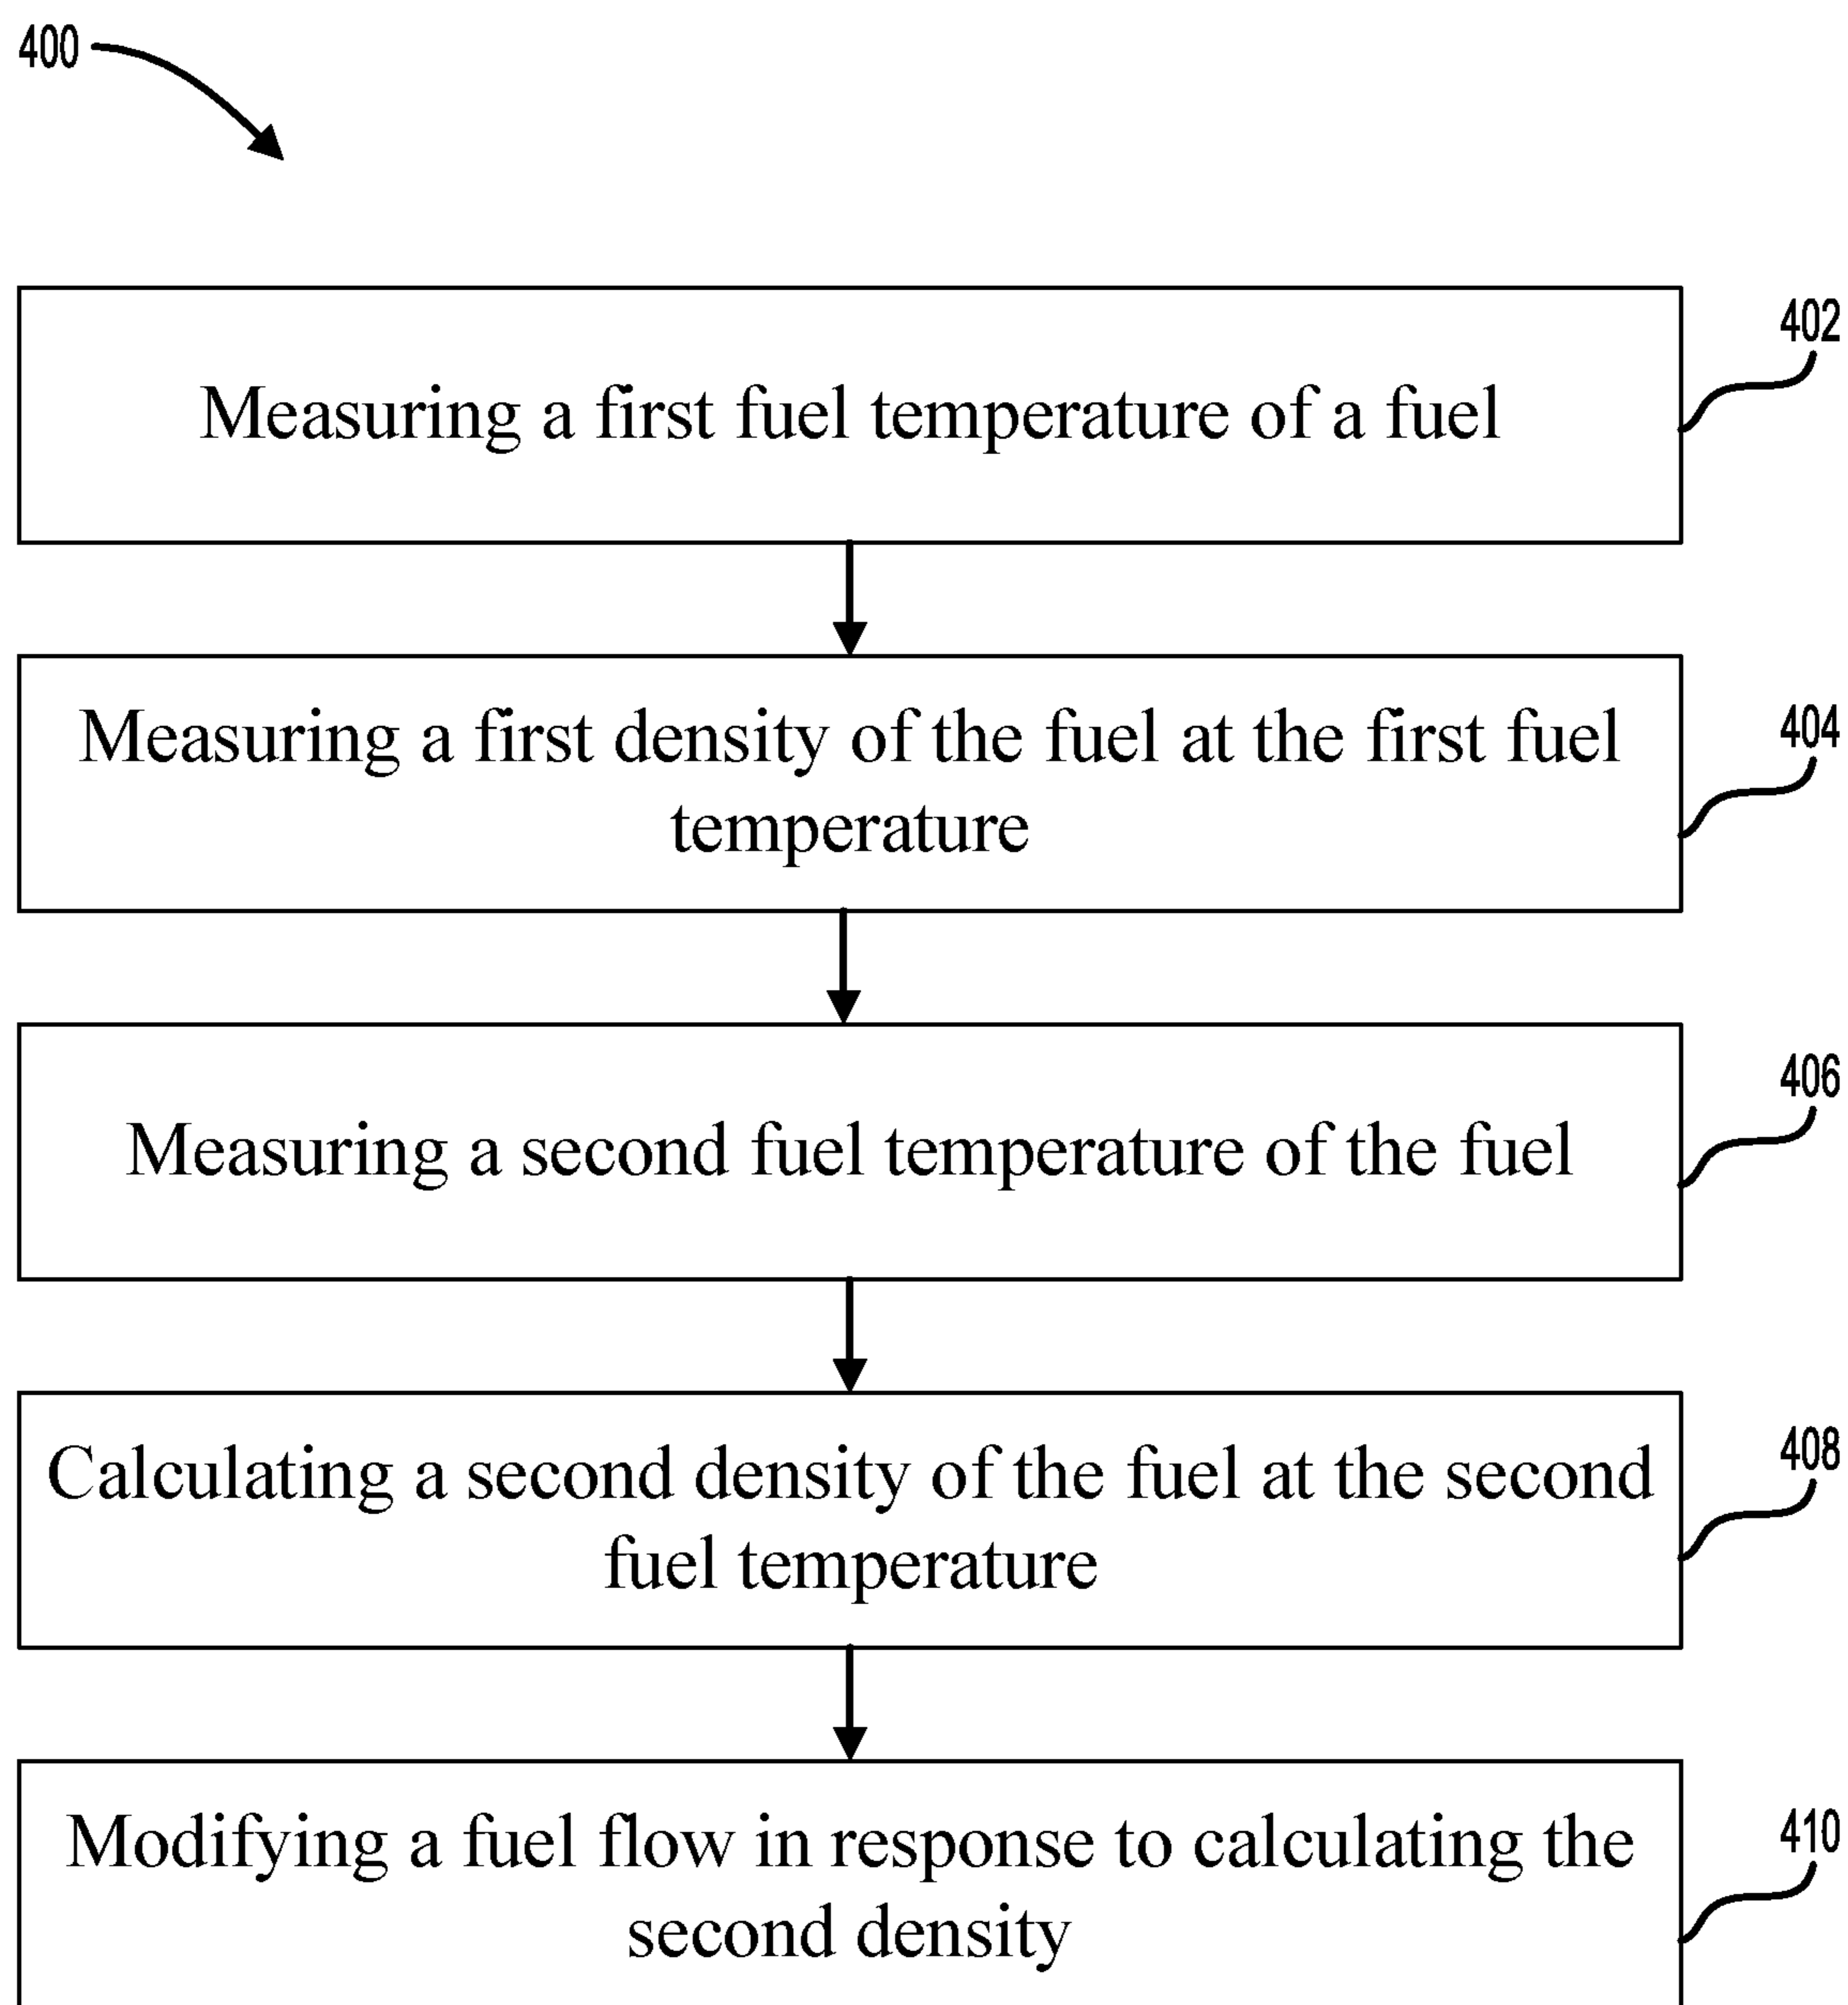 400
402
Measuring a first fuel temperature of a fuel
404
Measuring a first density of the fuel at the first fuel
temperature
406
Measuring a second fuel temperature of the fuel
408
Calculating a second density of the fuel at the second
fuel temperature
410
Modifying a fuel flow in response to calculating the
second density